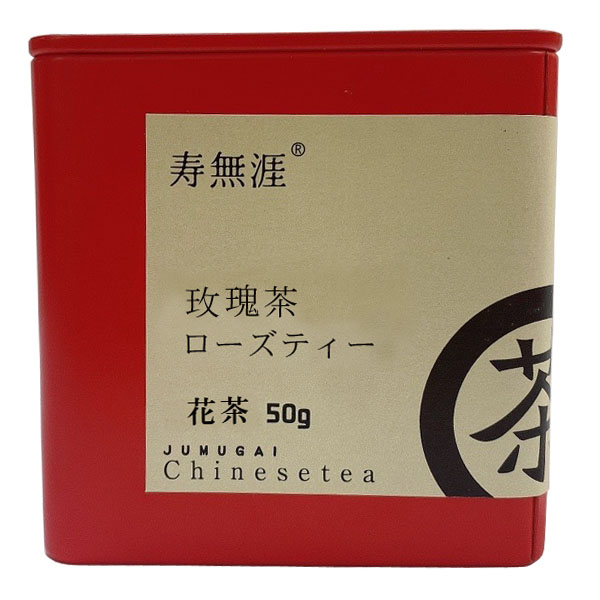 寿無涯®
玫瑰茶
ローズティー
花茶 50g
JUMUGAI
Chinesetea
茶